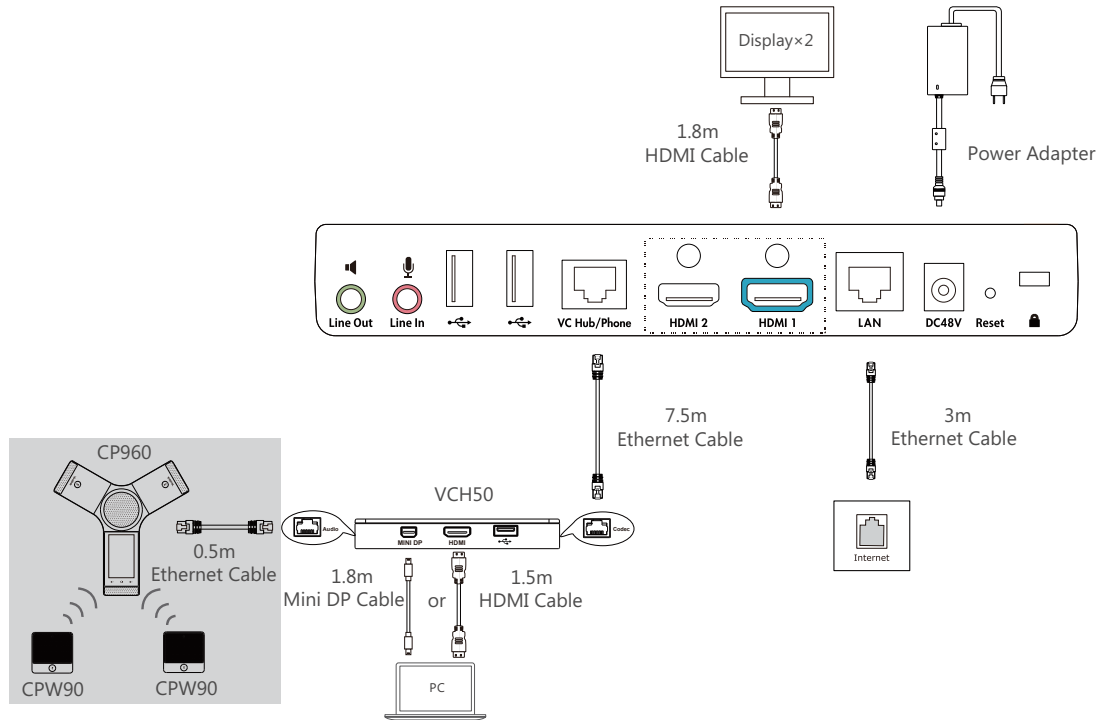 Display×2
1.8m
HDMI Cable
Power Adapter
Line Out
Line In
VC Hub/Phone
HDMI 2
HDMI 1
LAN
DC48V
Reset
7.5m
Ethernet Cable
3m
Ethernet Cable
CP960
VCH50
Audio
MINI DP
HDMI
Codec
0.5m
Ethernet Cable
Internet
1.8m
Mini DP Cable
or
1.5m
HDMI Cable
CPW90
CPW90
PC